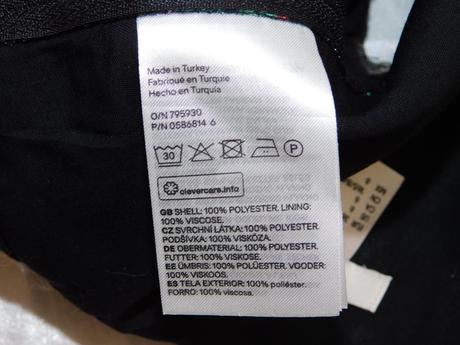 Made in Turkey
Fabriqué en Turquie
Hecho en Turquía
O/N 795930
P/N 0586814 6
30
P
clevercare.info
GB SHELL: 100% POLYESTER. LINING:
100% VISCOSE.
CZ SVRCHNÍ LÁTKA: 100% POLYESTER.
PODŠÍVKA: 100% VISKÓZA.
DE OBERMATERIAL: 100% POLYESTER.
FUTTER: 100% VISKOSE.
EE ÜMBRIS: 100% POLÜESTER. VOODER:
100% VISKOOS.
ES TELA EXTERIOR: 100% poliéster.
FORRO: 100% viscosa.